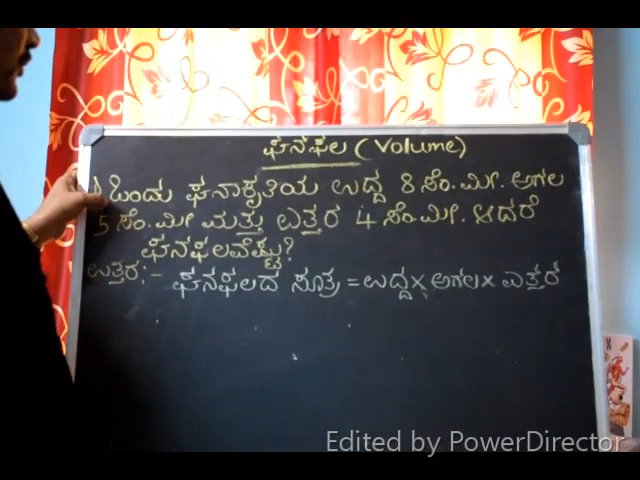 ಘನಫಲ (Volume)
1) ಒಂದು ಘನಾಕೃತಿಯ ಉದ್ದ 8 ಸೆಂ.ಮೀ. ಅಗಲ
5 ಸೆಂ.ಮೀ ಮತ್ತು ಎತ್ತರ 4 ಸೆಂ.ಮೀ. ಆದರೆ
ಘನಫಲವೆಷ್ಟು?
ಉತ್ತರ:- ಘನಫಲದ ಸೂತ್ರ = ಉದ್ದ x ಅಗಲ x ಎತ್ತರ
Edited by PowerDirector